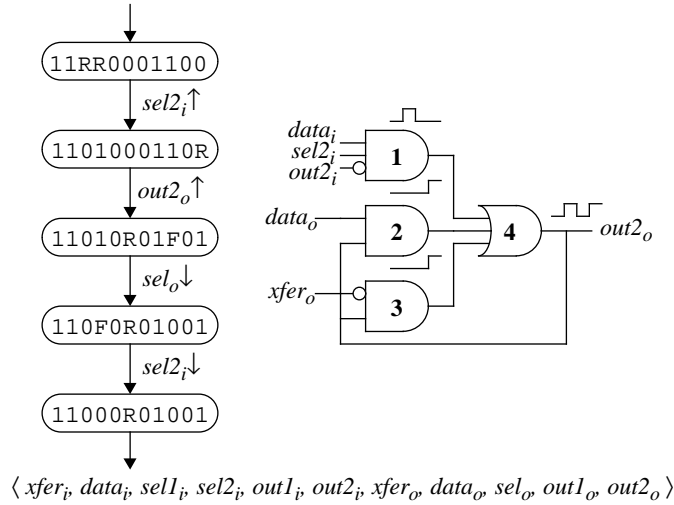 11RR0001100
sel2i↑
1101000110R
out2o↑
11010R01F01
selo↓
110F0R01001
sel2i↓
11000R01001
datai
sel2i
out2i
1
datao
2
4
out2o
xfero
3
⟨ xferi, datai, sel1i, sel2i, out1i, out2i, xfero, datao, selo, out1o, out2o ⟩